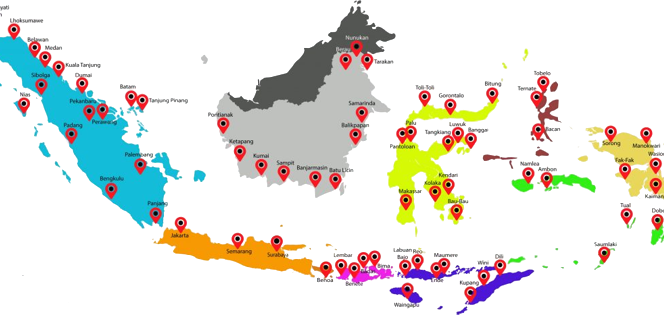 yati
Lhoksumawe
Belawan
Medan
Kuala Tanjung
Sibolga
Dumai
Nias
Pekanbaru
Perawang
Batam
Tanjung Pinang
Padang
Palembang
Bengkulu
Panjang
Jakarta
Semarang
Surabaya
Nunukan
Berau
Tarakan
Samarinda
Balikpapan
Pontianak
Ketapang
Kumai
Sampit
Banjarmasin
Batu Licin
Toli-Toli
Gorontalo
Bitung
Palu
Pantoloan
Tangkiang
Luwuk
Banggai
Kendari
Kolaka
Makasar
Bau-Bau
Tobelo
Ternate
Bacan
Namlea
Ambon
Sorong
Manokwari
Fak-Fak
Wasior
Kaimana
Tual
Dobo
Saumlaki
Benoa
Lembar
Benete
Bima
Labuan
Bajo
Reo
Maumere
Ende
Waingapu
Wini
Dili
Kupang